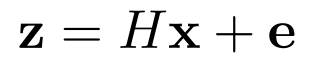 z = Hx + e